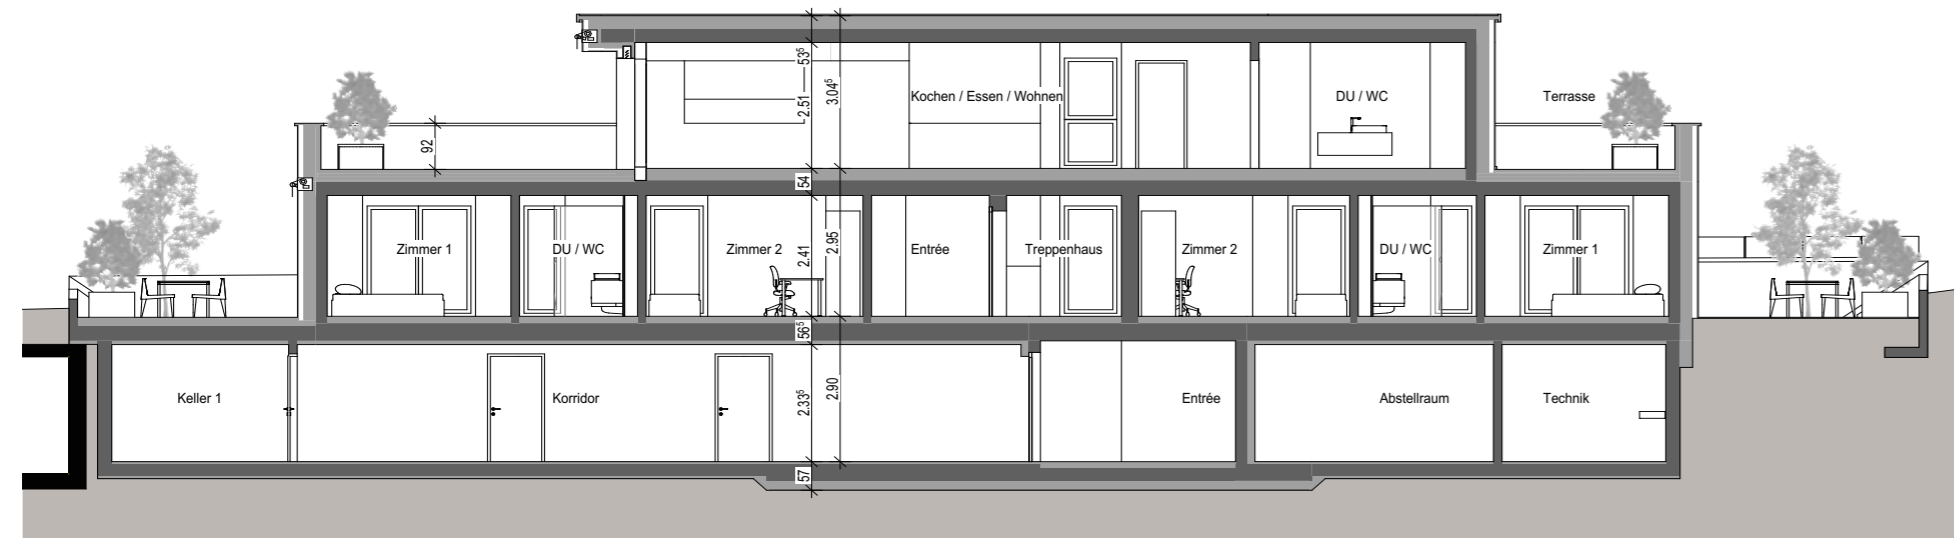 53⁵
3.04⁵
2.51
Kochen / Essen / Wohnen
DU / WC
Terrasse
92
54
Zimmer 1
DU / WC
Zimmer 2
2.41
2.95
Entrée
Treppenhaus
Zimmer 2
DU / WC
Zimmer 1
56⁵
Keller 1
Korridor
2.33⁵
2.90
Entrée
Abstellraum
Technik
57